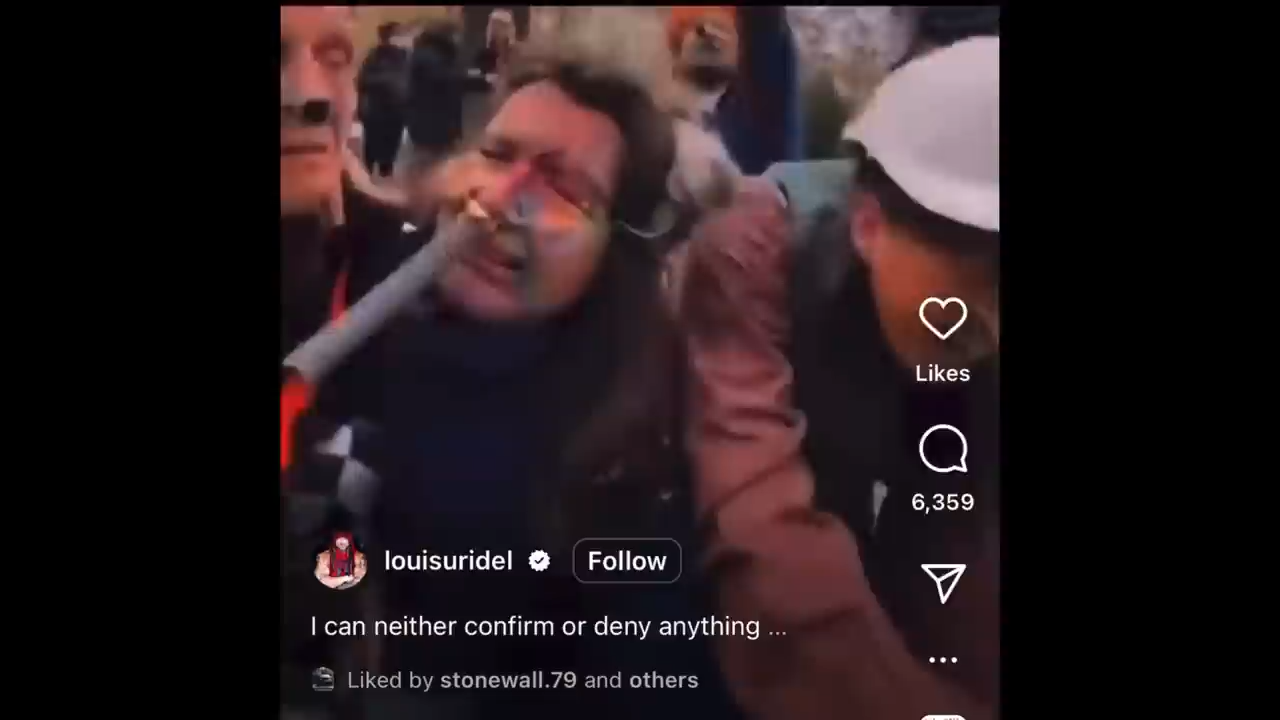 Likes
6,359
louisuridel Follow
I can neither confirm or deny anything ...
Liked by stonewall.79 and others